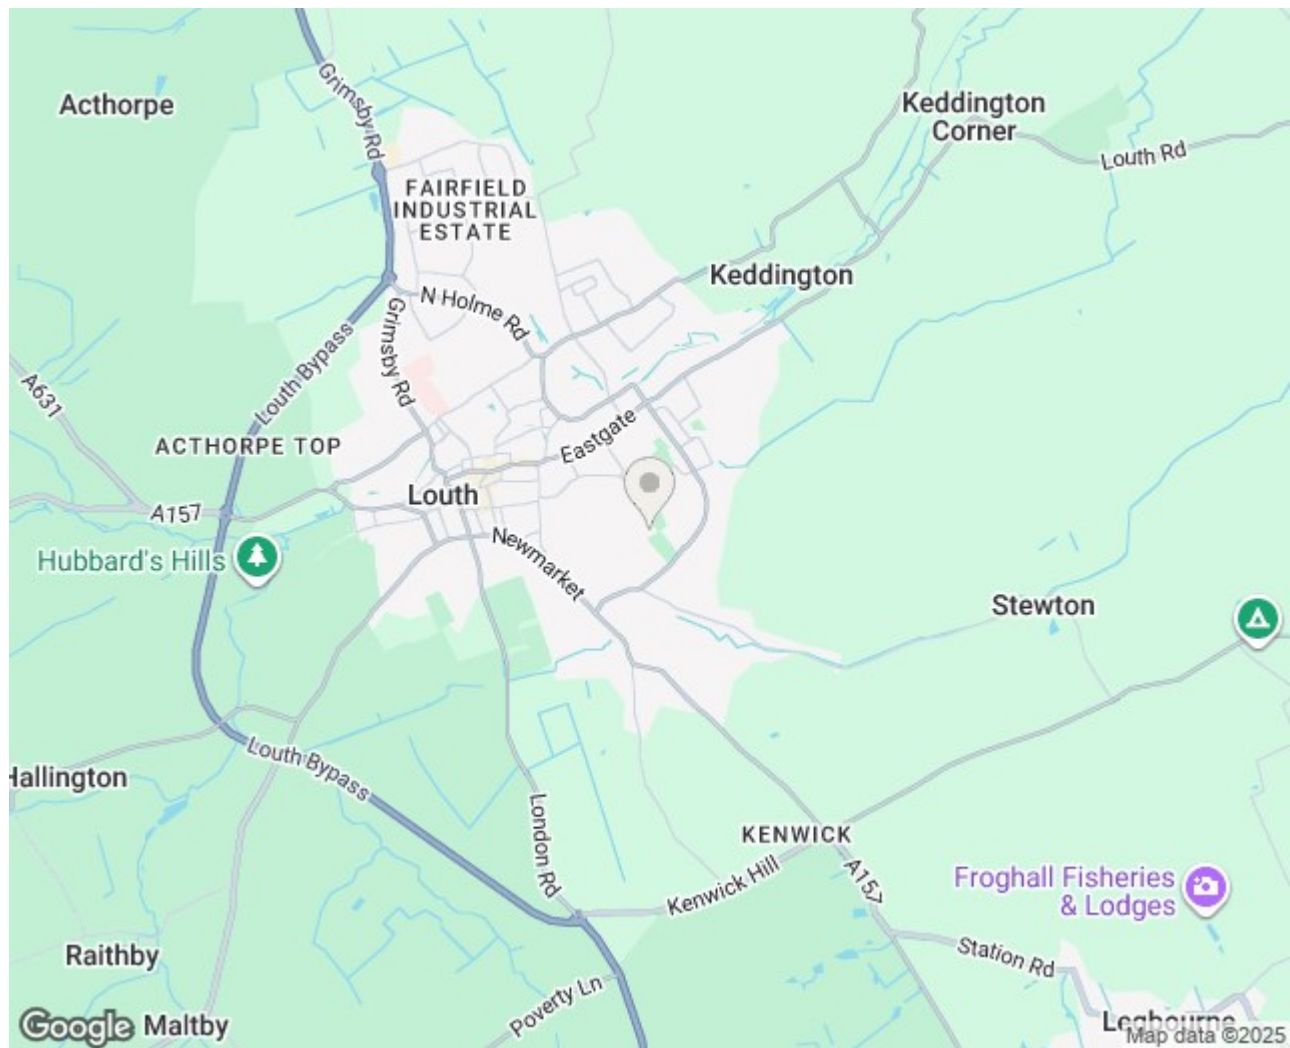 Acthorpe
Grimsby Rd
Keddington
Corner
Louth Rd
FAIRFIELD
INDUSTRIAL
ESTATE
Keddington
N Holme Rd
Grimsby Rd
Louth Bypass
A631
ACTHORPE TOP
Eastgate
Louth
A157
Newmarket
Hubbard's Hills
Stewton
Louth Bypass
Hallington
London Rd
KENWICK
Kenwick Hill
A157
Froghall Fisheries
& Lodges
Raithby
Station Rd
Poverty Ln
Google
Maltby
Legbourne
Map data ©2025